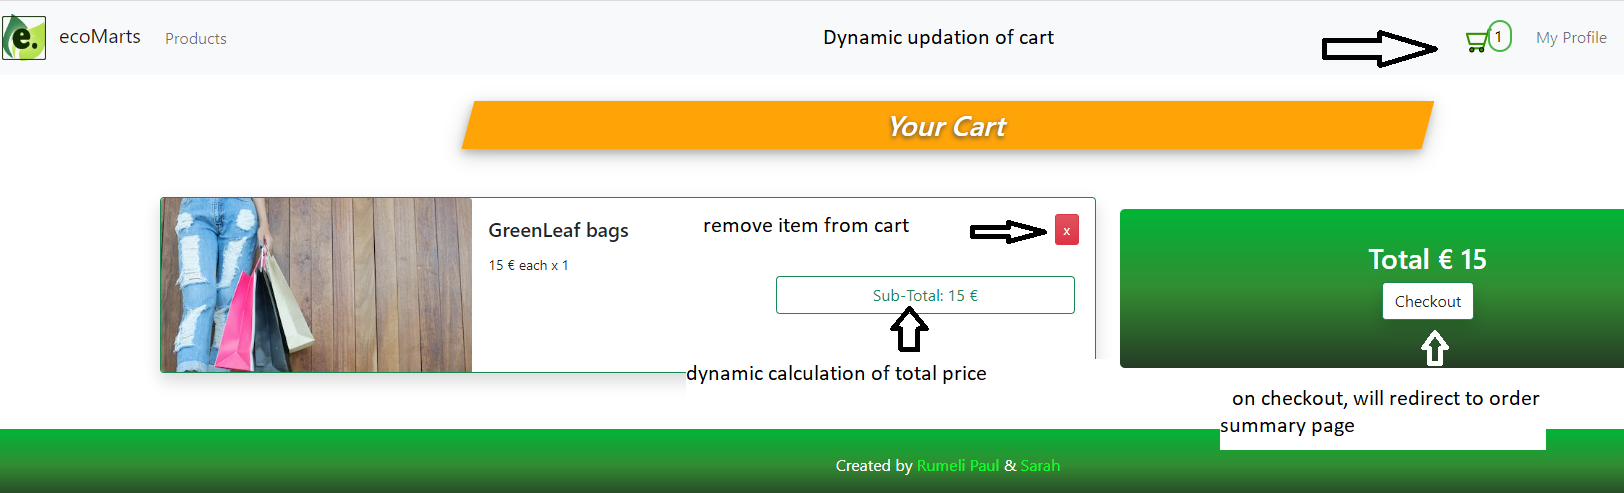 e.
ecoMarts
Products
Dynamic updation of cart
1
My Profile
Your Cart
GreenLeaf bags
15 € each x 1
remove item from cart
x
Sub-Total: 15 €
dynamic calculation of total price
Total € 15
Checkout
on checkout, will redirect to order
summary page
Created by Rumeli Paul & Sarah